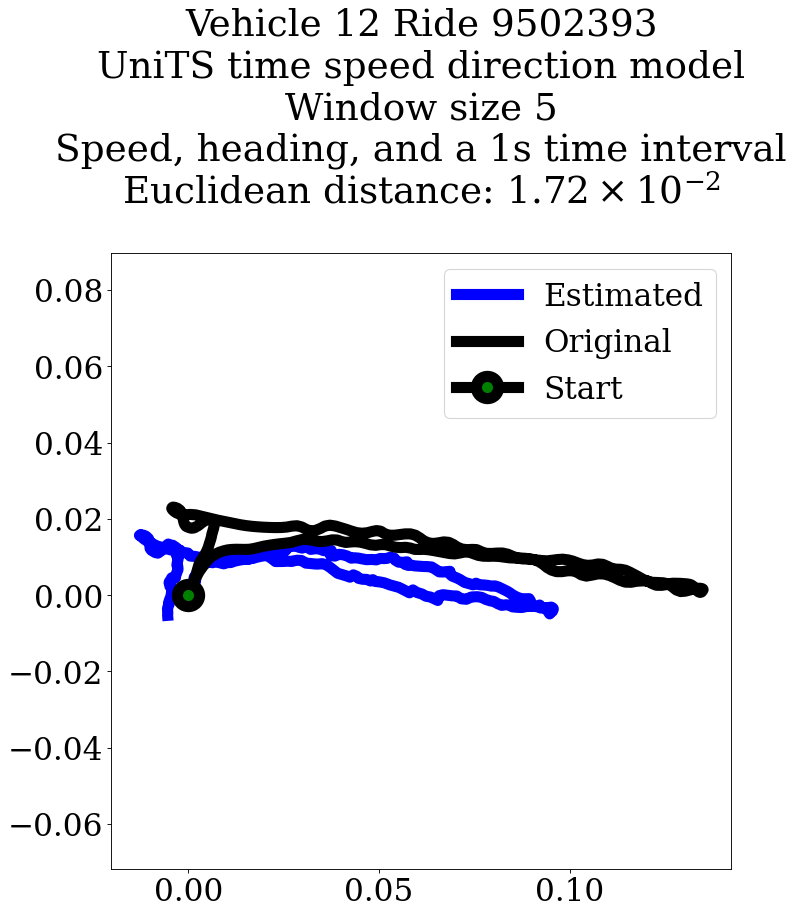 Vehicle 12 Ride 9502393
UniTS time speed direction model
Window size 5
Speed, heading, and a 1s time interval
Euclidean distance: 1.72 × 10⁻²
Estimated
Original
Start
0.08
0.06
0.04
0.02
0.00
−0.02
−0.04
−0.06
0.00 0.05 0.10